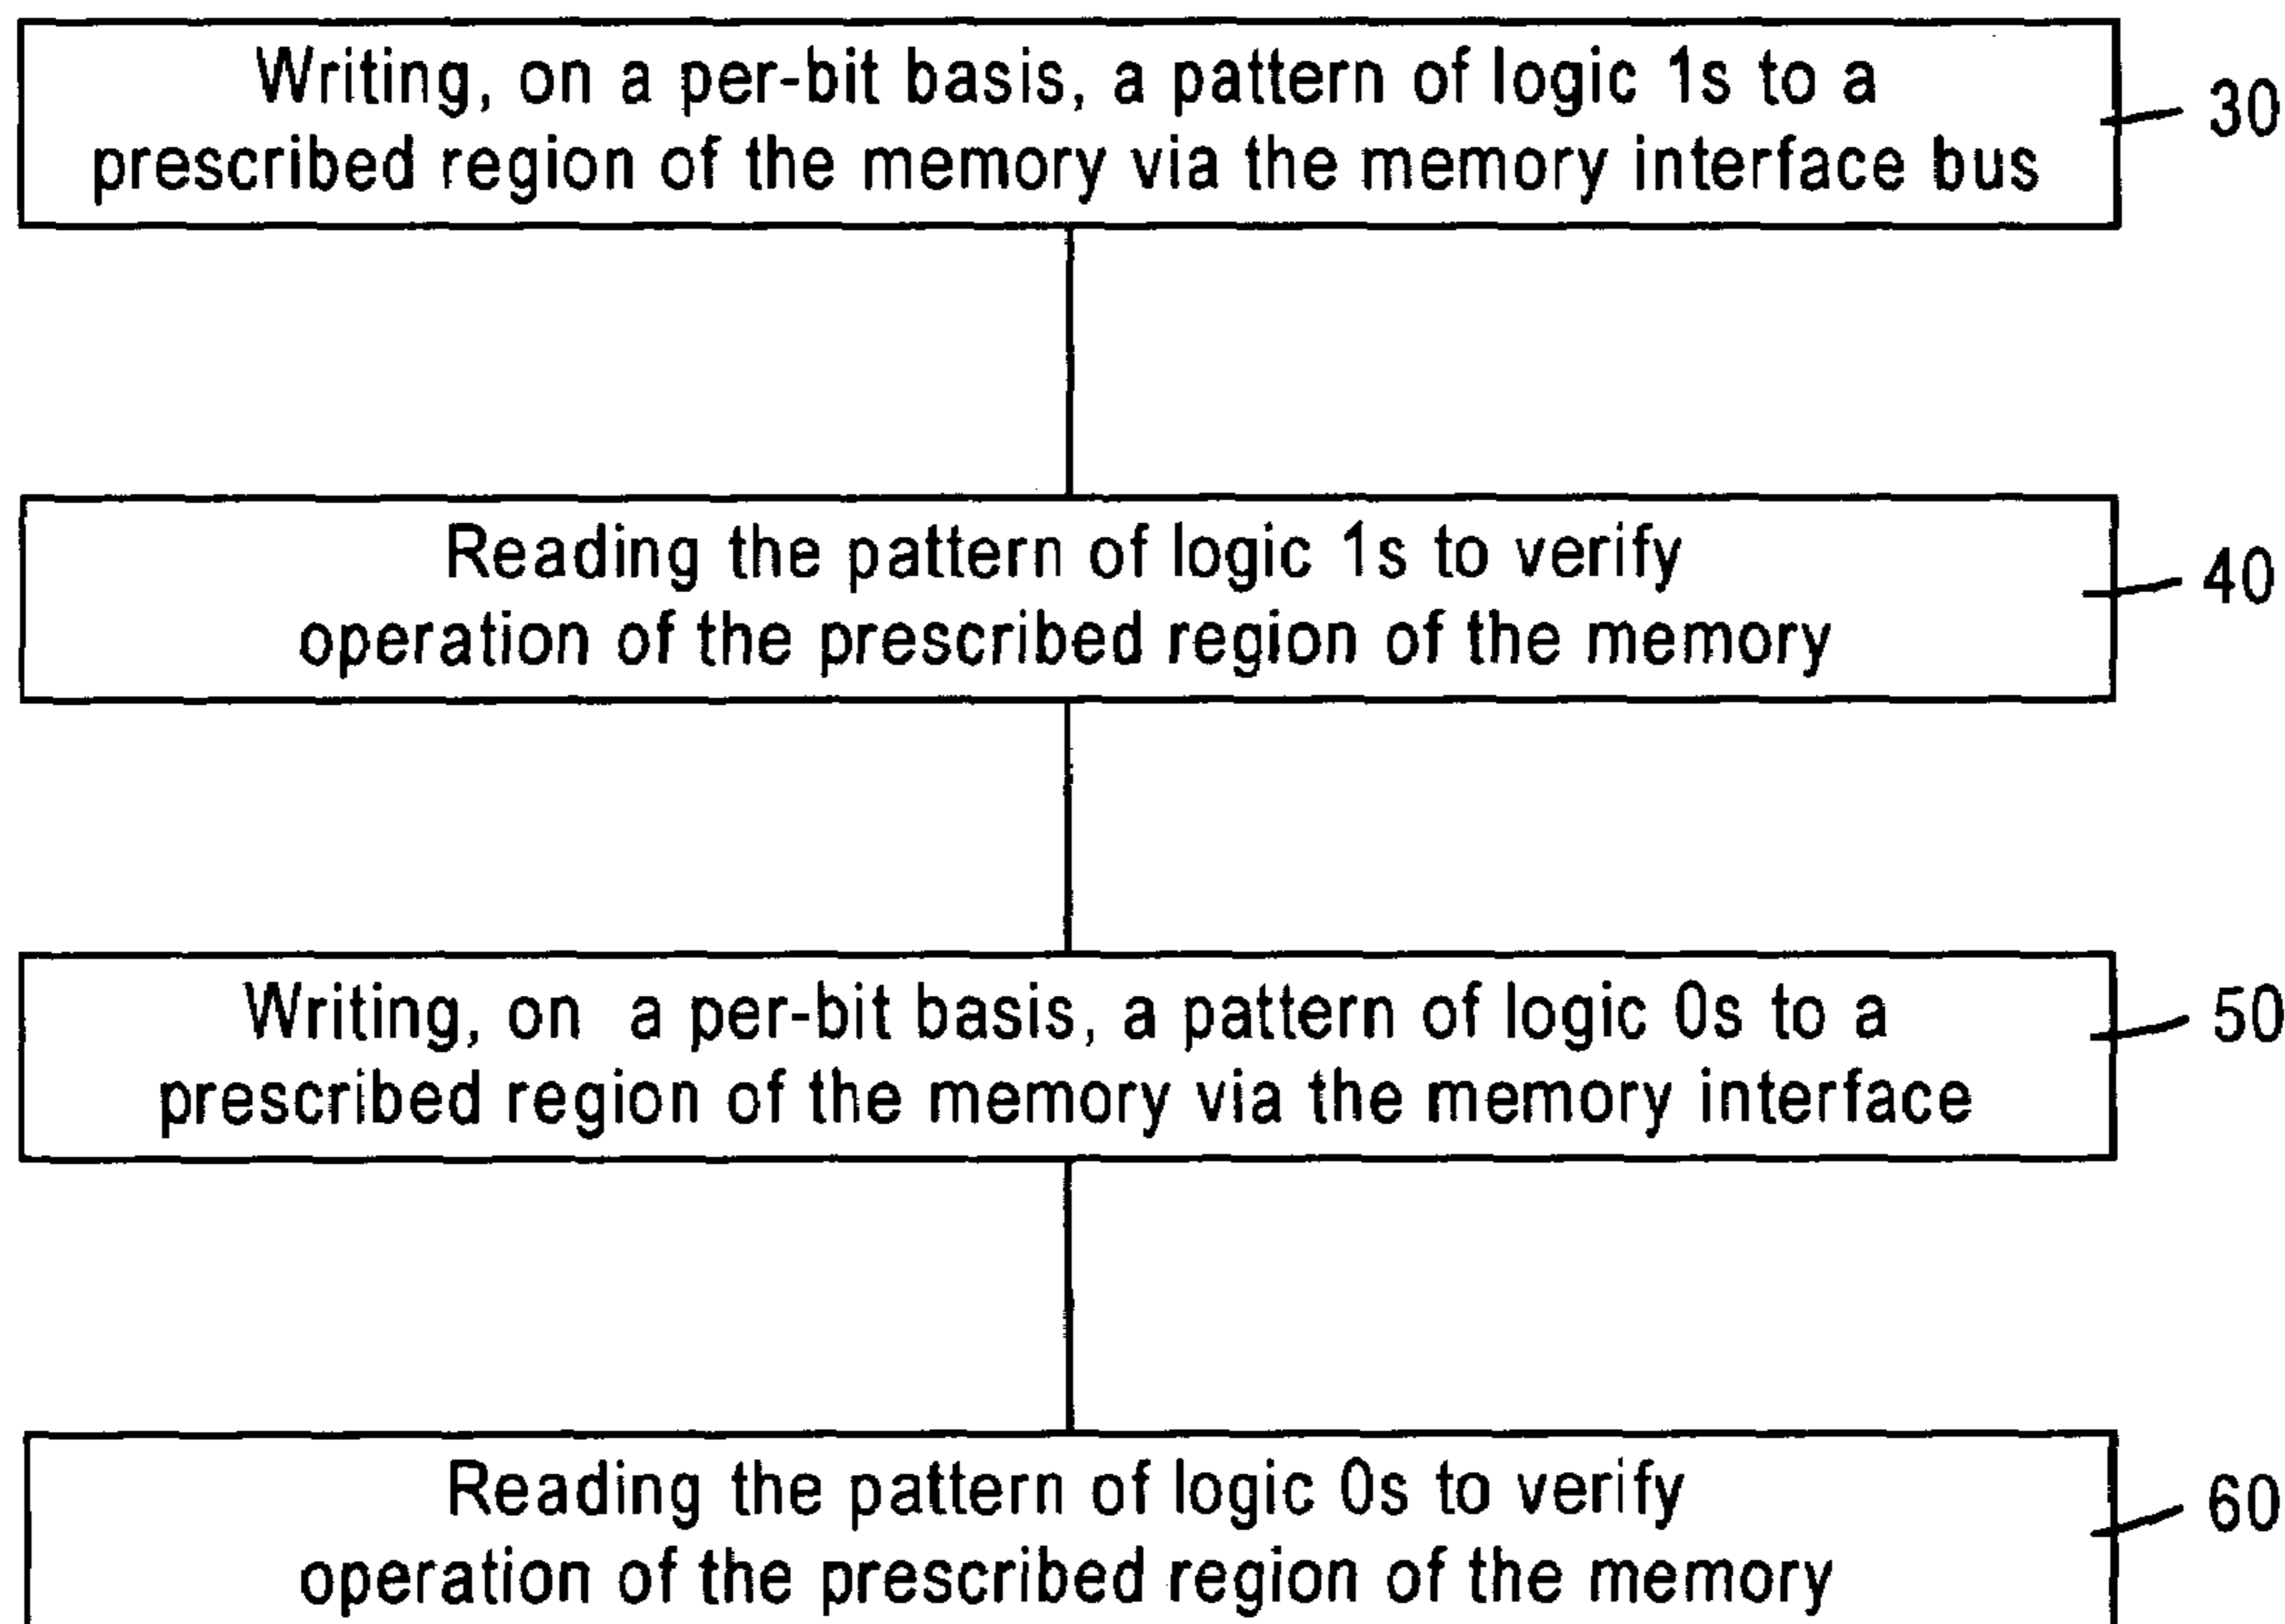 Writing, on a per-bit basis, a pattern of logic 1s to a
prescribed region of the memory via the memory interface bus
30
Reading the pattern of logic 1s to verify
operation of the prescribed region of the memory
40
Writing, on a per-bit basis, a pattern of logic 0s to a
prescribed region of the memory via the memory interface
50
Reading the pattern of logic 0s to verify
operation of the prescribed region of the memory
60